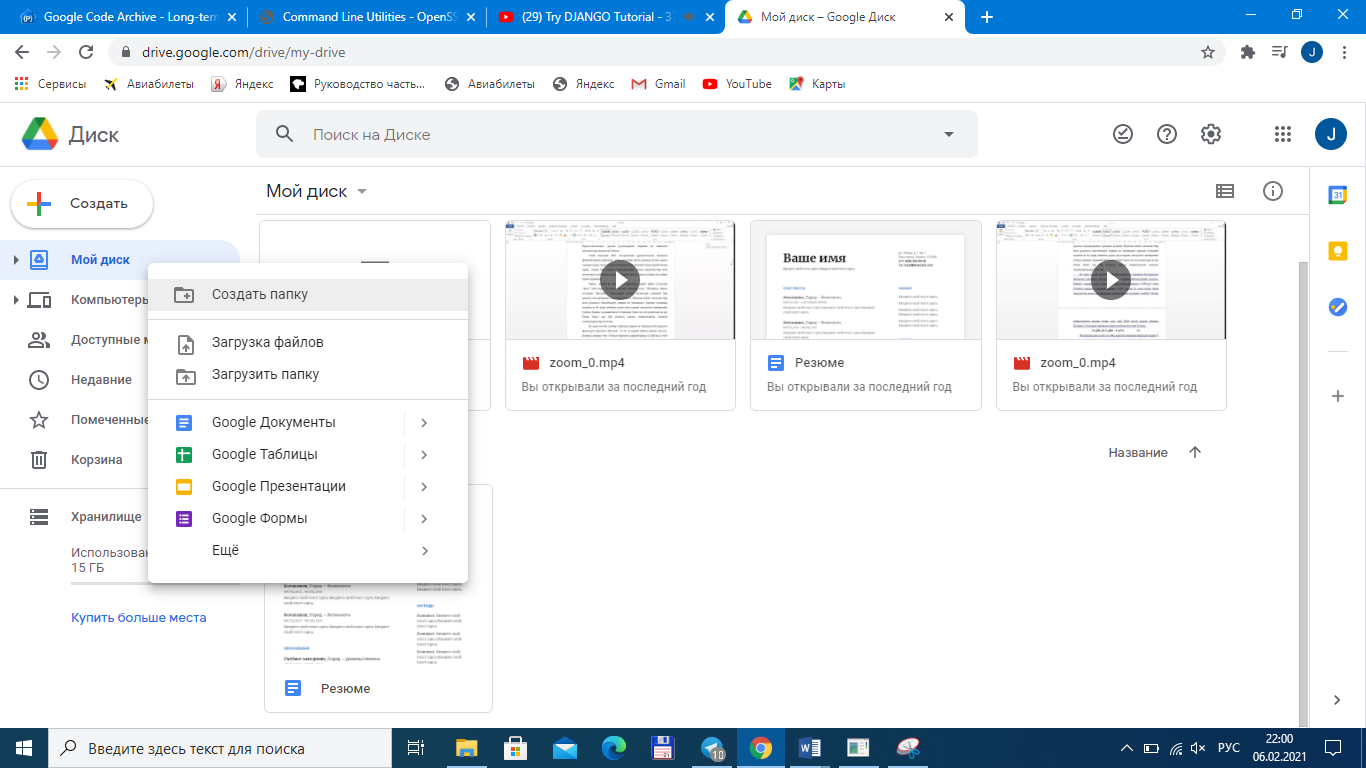 Google Code Archive - Long-term
Command Line Utilities - OpenSS
(29) Try DJANGO Tutorial - 37
Мой диск – Google Диск
drive.google.com/drive/my-drive
J
Сервисы
Авиабилеты
Яндекс
Руководство часть...
Авиабилеты
Яндекс
Gmail
YouTube
Карты
Диск
Поиск на Диске
J
Создать
Мой диск
31
Мой диск
Компьютеры
Доступные м
Недавние
Помеченные
Корзина
Хранилище
Использован
15 ГБ
Купить больше места
Создать папку
Загрузка файлов
Загрузить папку
Google Документы
Google Таблицы
Google Презентации
Google Формы
Ещё
Ваше имя
zoom_0.mp4
Вы открывали за последний год
Резюме
Вы открывали за последний год
zoom_0.mp4
Вы открывали за последний год
Название
Резюме
Введите здесь текст для поиска
10
РУС
22:00
06.02.2021